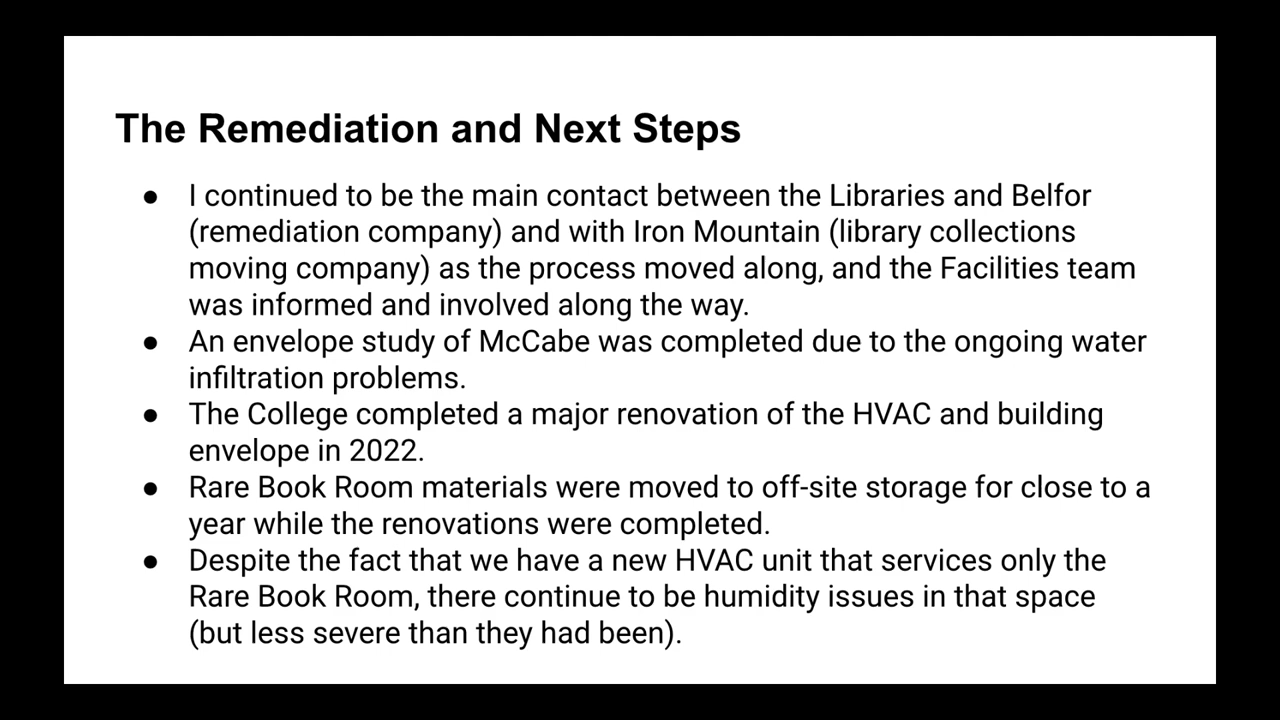 The Remediation and Next Steps
● I continued to be the main contact between the Libraries and Belfor
(remediation company) and with Iron Mountain (library collections
moving company) as the process moved along, and the Facilities team
was informed and involved along the way.
● An envelope study of McCabe was completed due to the ongoing water
infiltration problems.
● The College completed a major renovation of the HVAC and building
envelope in 2022.
● Rare Book Room materials were moved to off-site storage for close to a
year while the renovations were completed.
● Despite the fact that we have a new HVAC unit that services only the
Rare Book Room, there continue to be humidity issues in that space
(but less severe than they had been).